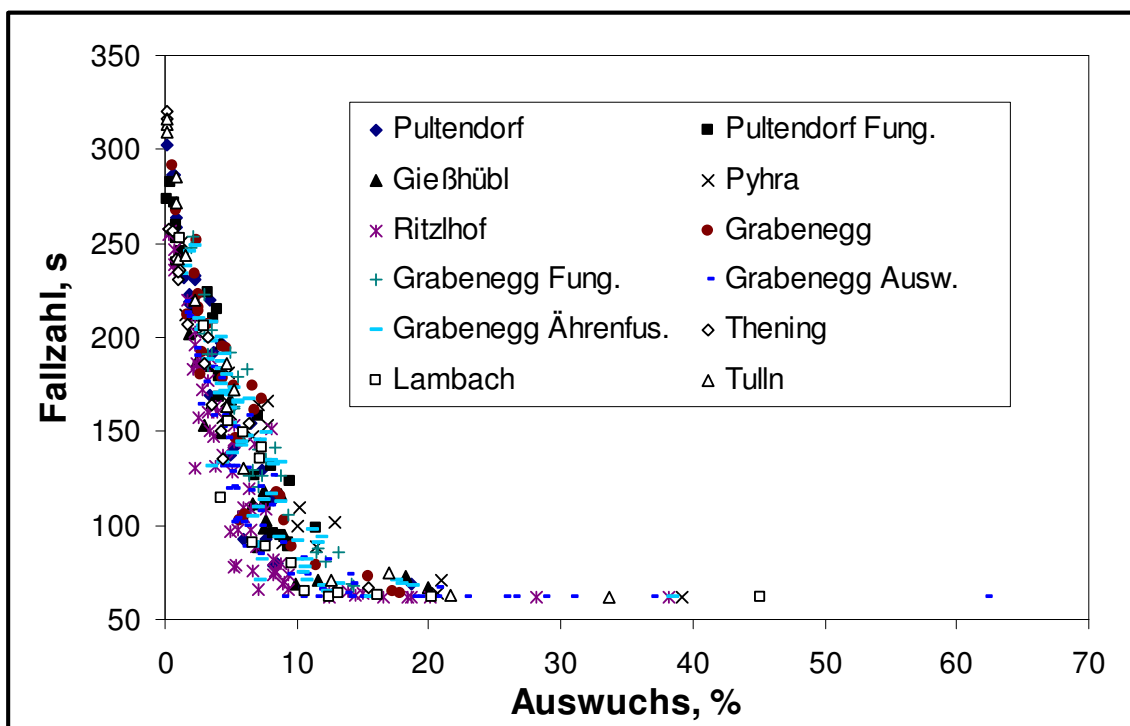 350
300
250
200
150
100
50
Fallzahl, s
Pultendorf Pultendorf Fung.
Gießhübl Pyhra
Ritzlhof Grabenegg
Grabenegg Fung. Grabenegg Ausw.
Grabenegg Ährenfus. Thening
Lambach Tulln
0 10 20 30 40 50 60 70
Auswuchs, %